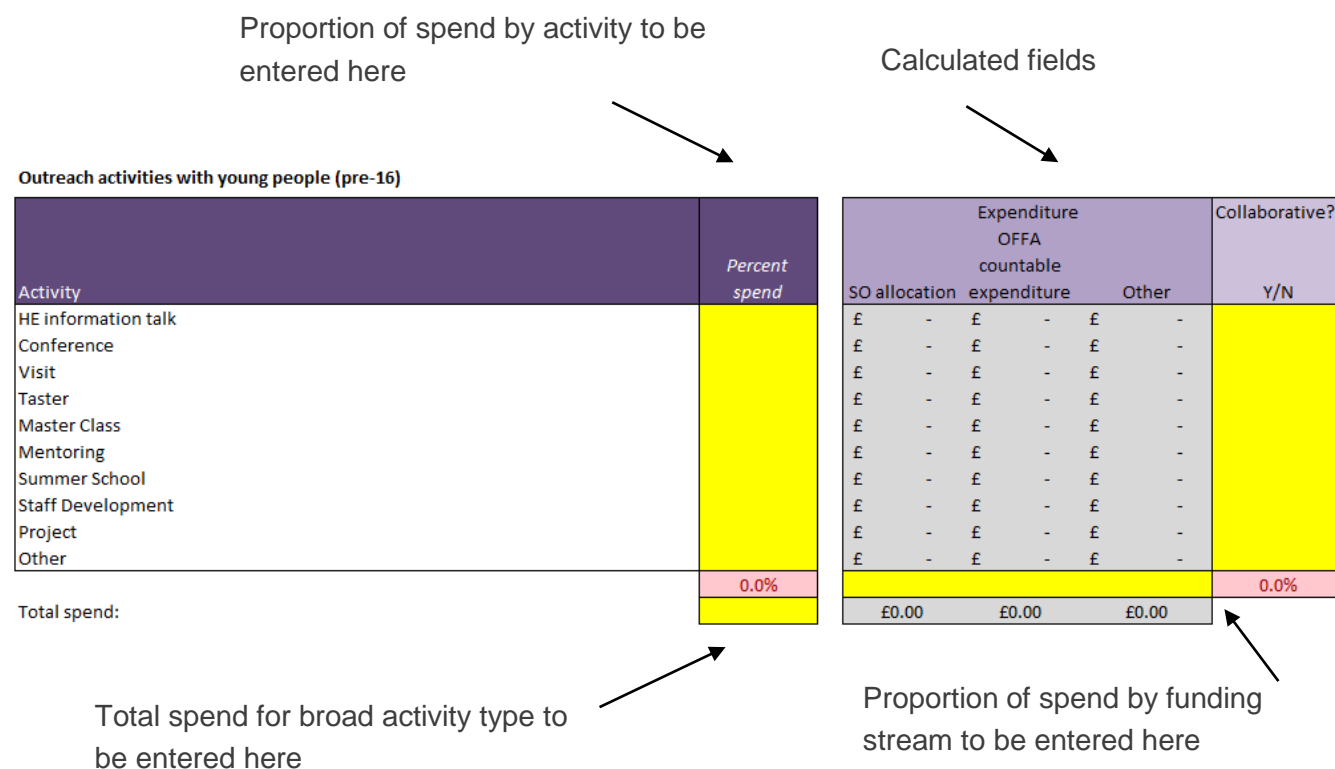 Proportion of spend by activity to be
entered here
Calculated fields
Outreach activities with young people (pre-16)
Expenditure Collaborative?
OFFA
Percent countable
Activity spend SO allocation expenditure Other Y/N
HE information talk £ - £ - £ -
Conference £ - £ - £ -
Visit £ - £ - £ -
Taster £ - £ - £ -
Master Class £ - £ - £ -
Mentoring £ - £ - £ -
Summer School £ - £ - £ -
Staff Development £ - £ - £ -
Project £ - £ - £ -
Other £ - £ - £ -
0.0% 0.0%
Total spend: £0.00 £0.00 £0.00
Total spend for broad activity type to
be entered here
Proportion of spend by funding
stream to be entered here